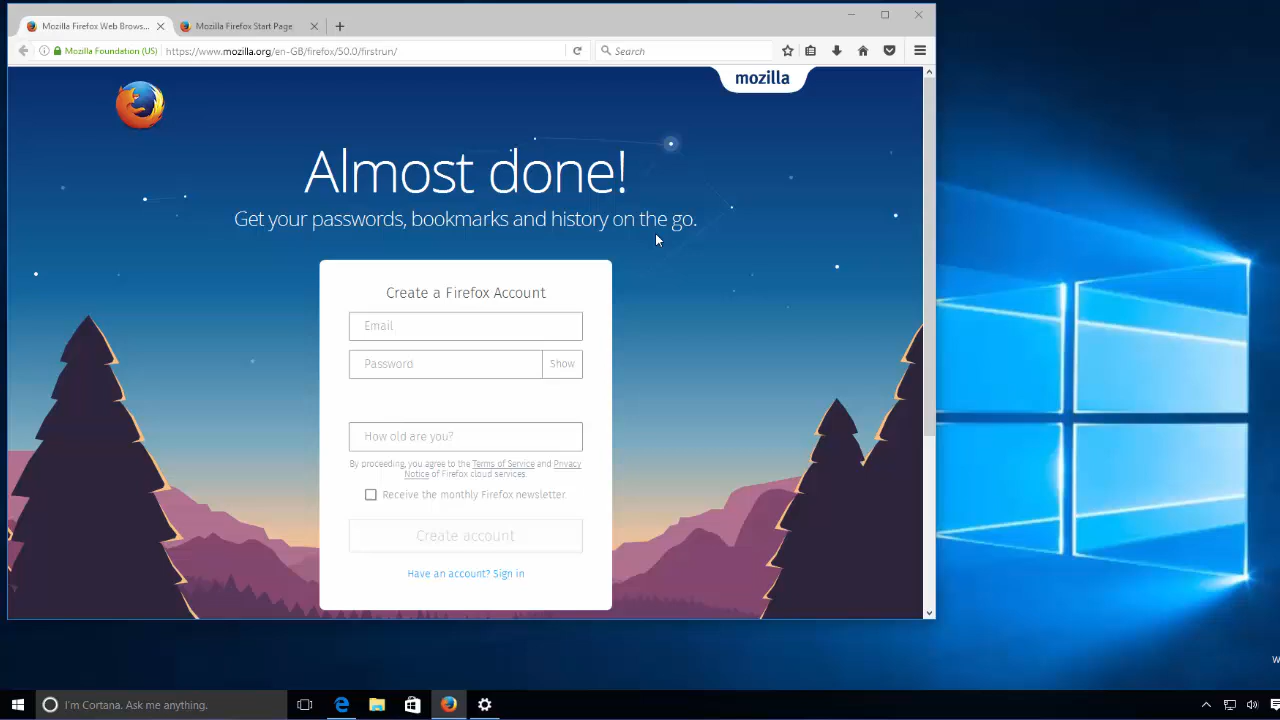 Mozilla Firefox Web Brows... Mozilla Firefox Start Page
Mozilla Foundation (US) https://www.mozilla.org/en-GB/firefox/50.0/firstrun/ Search
mozilla
Almost done!
Get your passwords, bookmarks and history on the go.
Create a Firefox Account
Email
Password Show
How old are you?
By proceeding, you agree to the Terms of Service and Privacy
Notice of Firefox cloud services.
Receive the monthly Firefox newsletter.
Create account
Have an account? Sign in
W
I'm Cortana. Ask me anything.